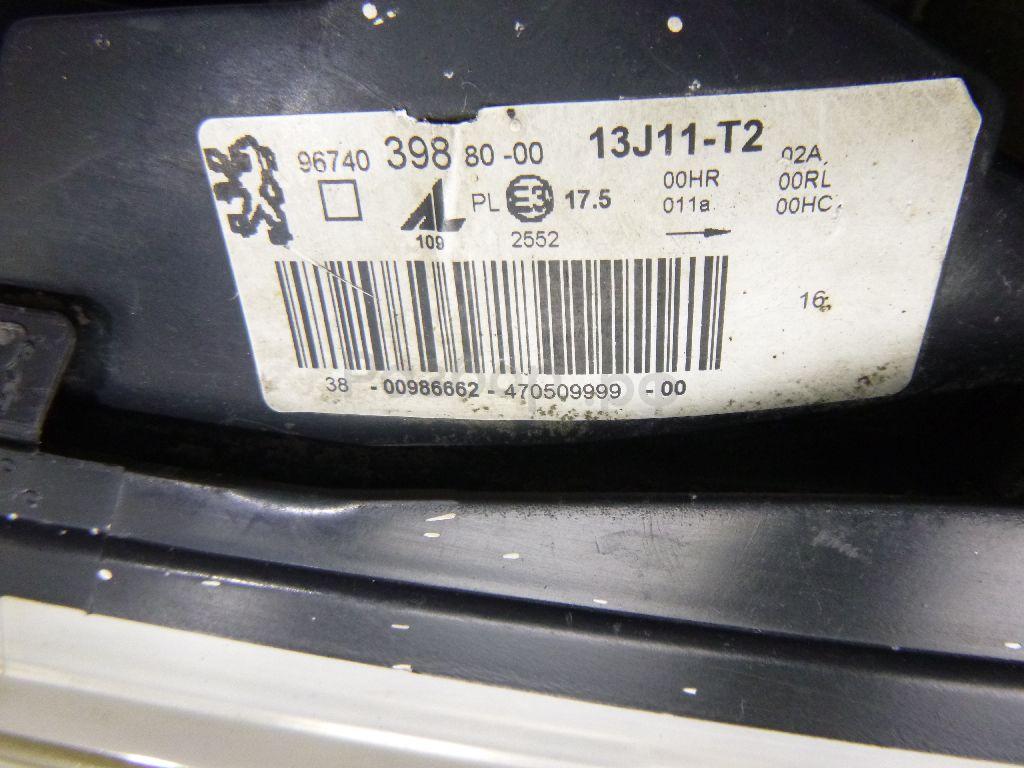 96740 398 80-00 13J11-T2 02A
00HR 00RL
AL PL E3 17.5 011a 00HC
109 2552
16
38 - 00986662 - 470509999 - 00